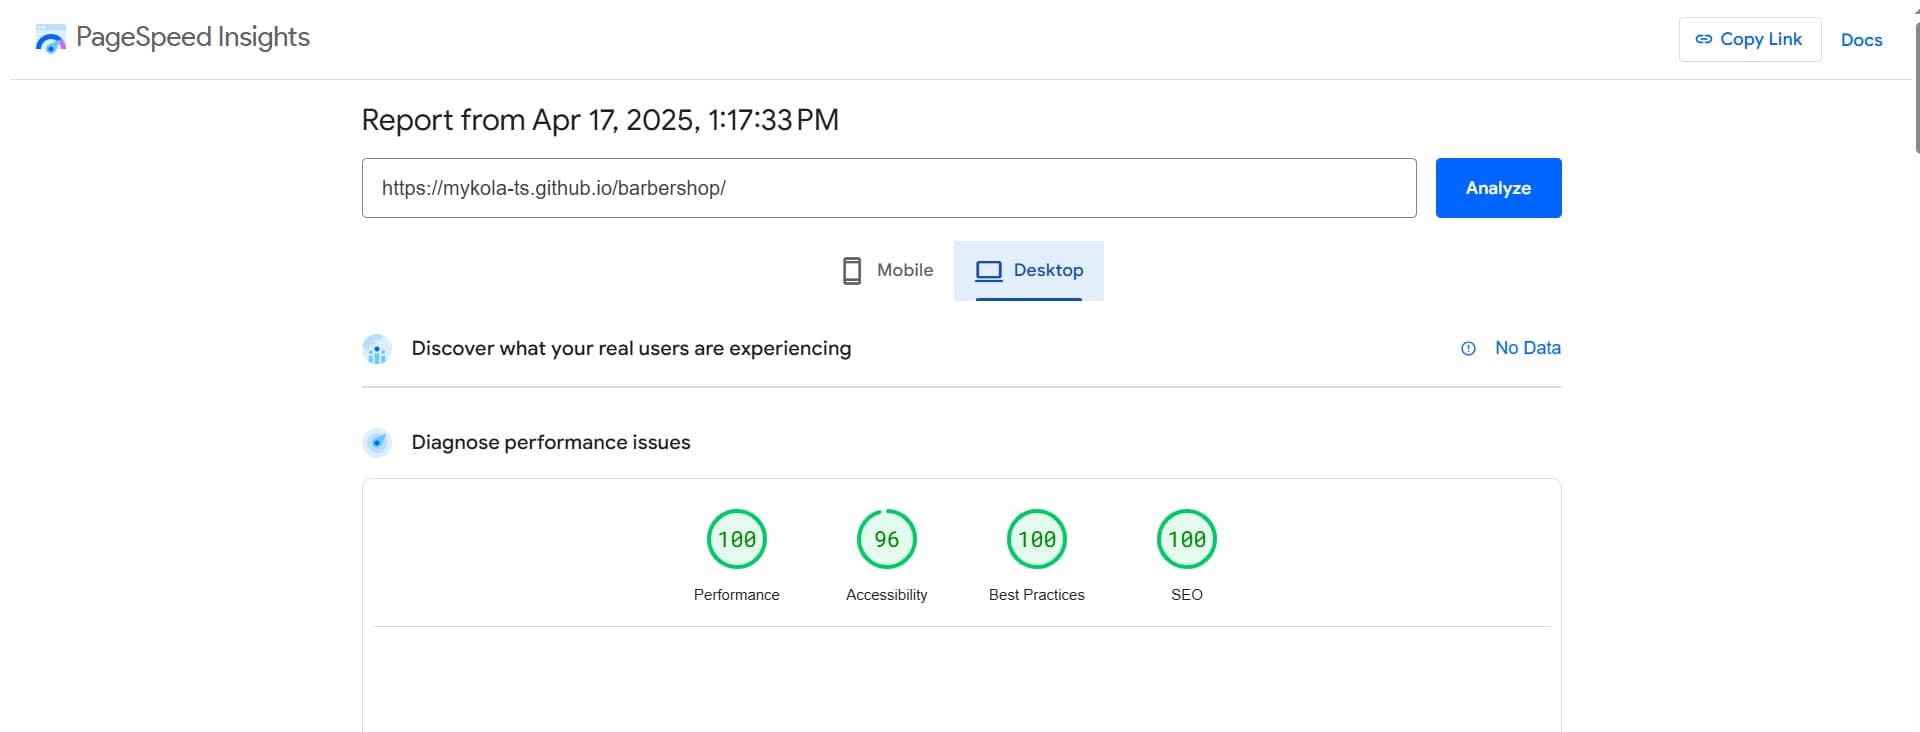 PageSpeed Insights
Copy Link
Docs
Report from Apr 17, 2025, 1:17:33 PM
https://mykola-ts.github.io/barbershop/
Analyze
Mobile
Desktop
Discover what your real users are experiencing
No Data
Diagnose performance issues
100
96
100
100
Performance
Accessibility
Best Practices
SEO